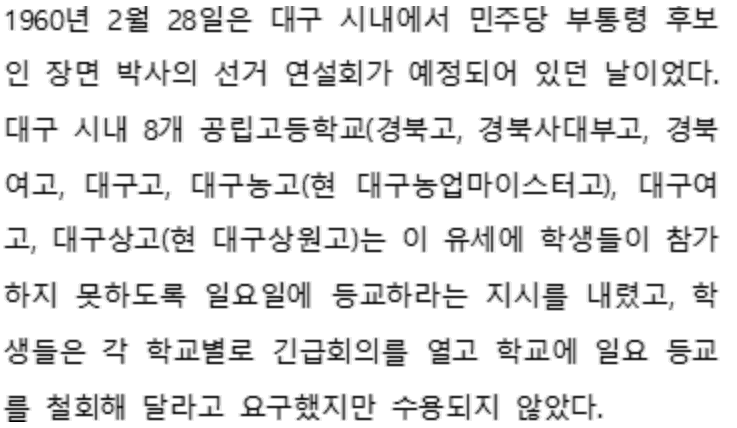 1960년 2월 28일은 대구 시내에서 민주당 부통령 후보
인 장면 박사의 선거 연설회가 예정되어 있던 날이었다.
대구 시내 8개 공립고등학교(경북고, 경북사대부고, 경북
여고, 대구고, 대구농고(현 대구농업마이스터고), 대구여
고, 대구상고(현 대구상원고)는 이 유세에 학생들이 참가
하지 못하도록 일요일에 등교하라는 지시를 내렸고, 학
생들은 각 학교별로 긴급회의를 열고 학교에 일요 등교
를 철회해 달라고 요구했지만 수용되지 않았다.